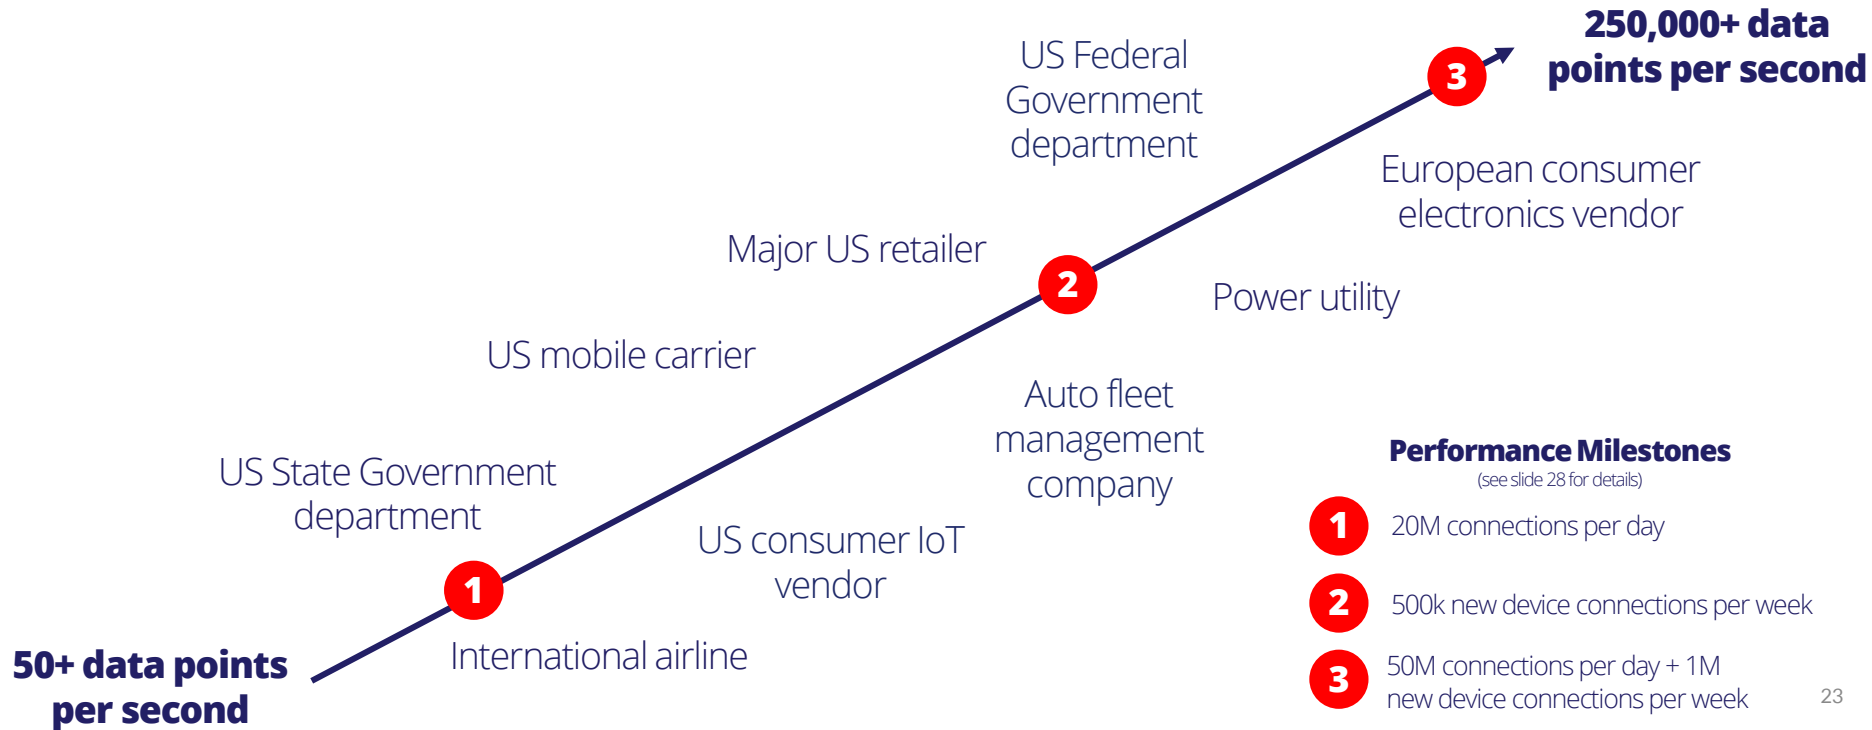 250,000+ data
points per second
US Federal
Government
department
3
European consumer
electronics vendor
Major US retailer
2
Power utility
US mobile carrier
Auto fleet
management
company
US State Government
department
US consumer IoT
vendor
1
International airline
50+ data points
per second
Performance Milestones
(see slide 28 for details)
1 20M connections per day
2 500k new device connections per week
3 50M connections per day + 1M
new device connections per week
23